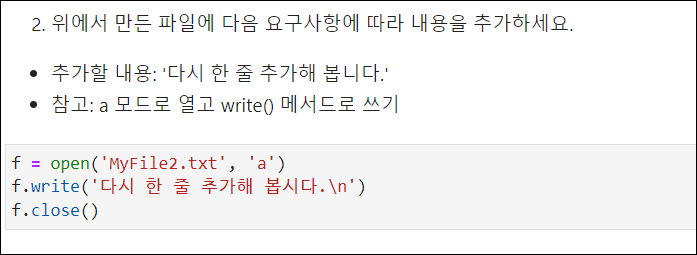 2. 위에서 만든 파일에 다음 요구사항에 따라 내용을 추가하세요.
• 추가할 내용: '다시 한 줄 추가해 봅니다.'
• 참고: a 모드로 열고 write() 메서드로 쓰기
f = open('MyFile2.txt', 'a')
f.write('다시 한 줄 추가해 봅시다.\n')
f.close()